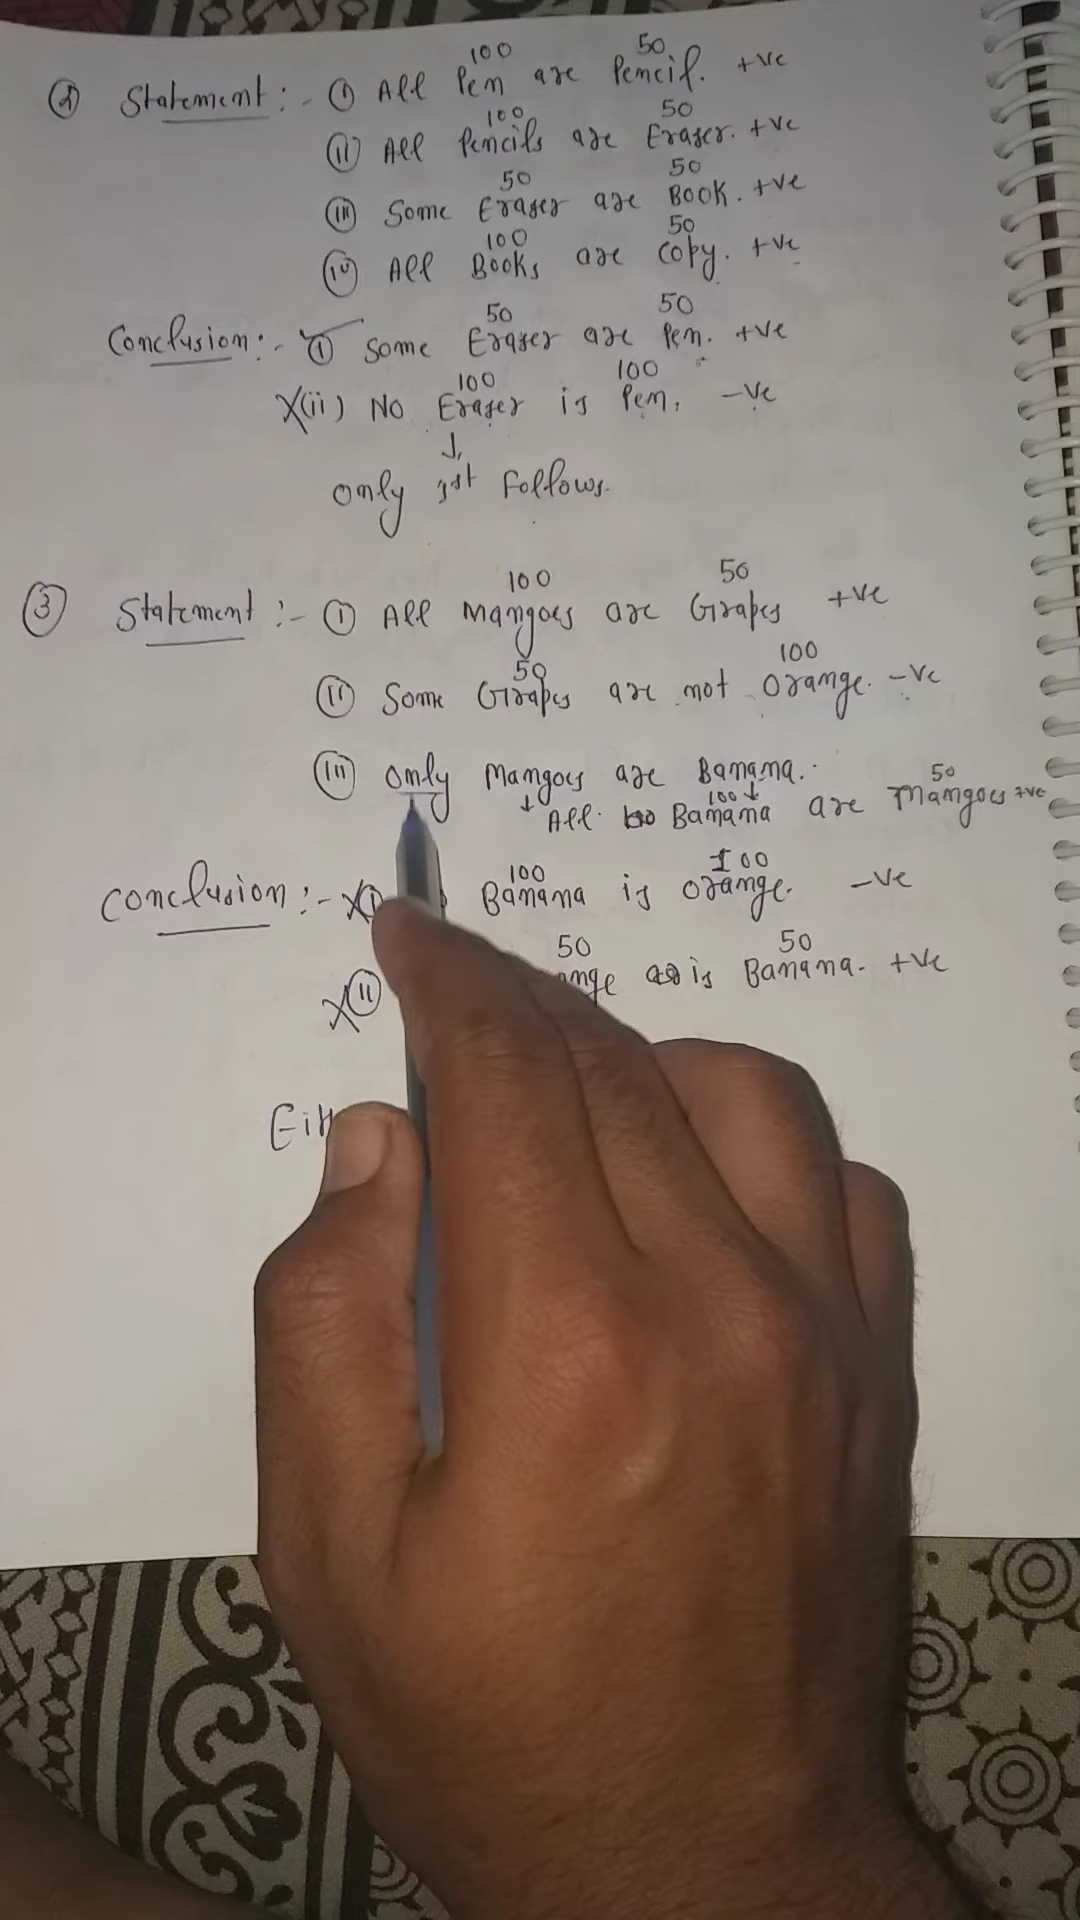 100 50
② Statement :- ① All Pen are Pencil. +ve
100 50
(ii) All Pencils are Eraser. +ve
50 50
(iii) Some Eraser are Book. +ve
100 50
(iv) All Books are Copy. +ve
50 50
Conclusion :- ① Some Eraser are Pen. +ve
100 100
X(ii) No Eraser is Pen. -ve
↓
only 1st Follows.
100 50
③ Statement :- ① All Mangoes are Grapes +ve
50 100
(ii) Some Grapes are not Orange. -ve
(iii) only Mangoes are Banana.
↓ 100 ↓ 50
All Banana are Mangoes +ve
100 100
Conclusion :- X① Banana is Orange. -ve
50 50
X(ii) is Banana. +ve